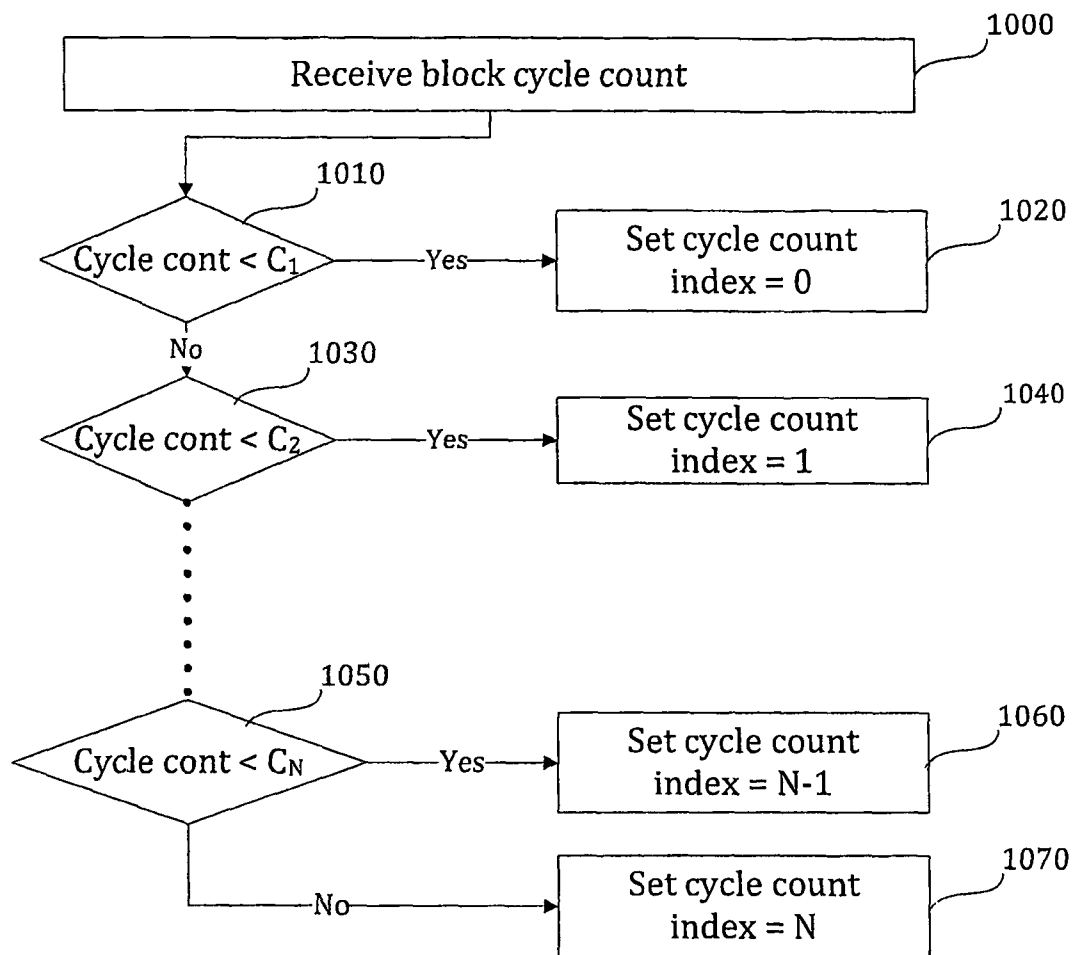 1000
Receive block cycle count
1010
Cycle cont < C₁
Yes
1020
Set cycle count
index = 0
No
1030
Cycle cont < C₂
Yes
1040
Set cycle count
index = 1
1050
Cycle cont < C_N
Yes
1060
Set cycle count
index = N-1
No
1070
Set cycle count
index = N